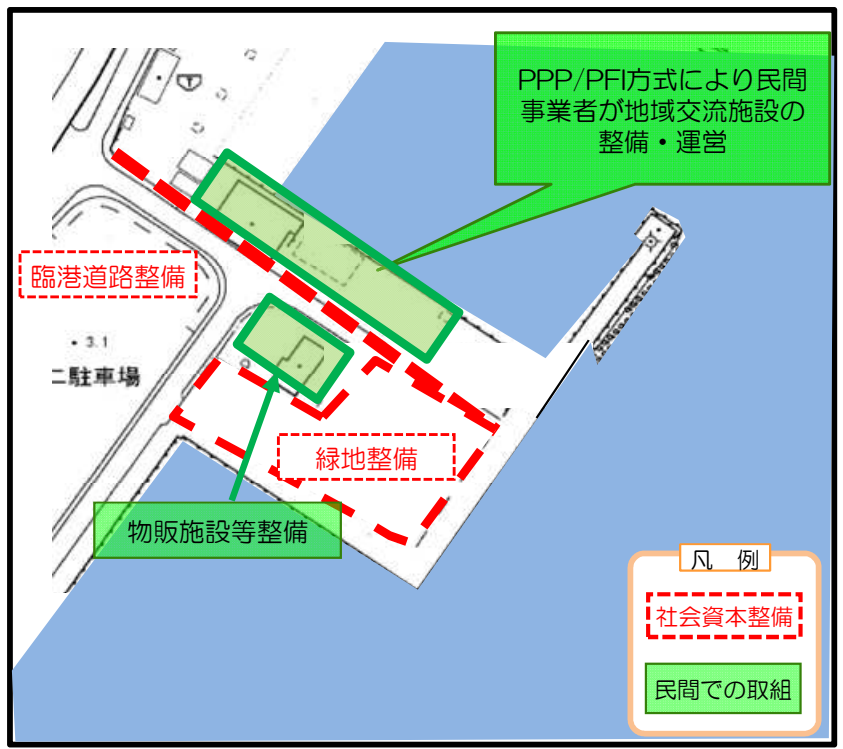 PPP/PFI方式により民間
事業者が地域交流施設の
整備・運営
臨港道路整備
・3.1
二駐車場
緑地整備
物販施設等整備
凡 例
社会資本整備
民間での取組